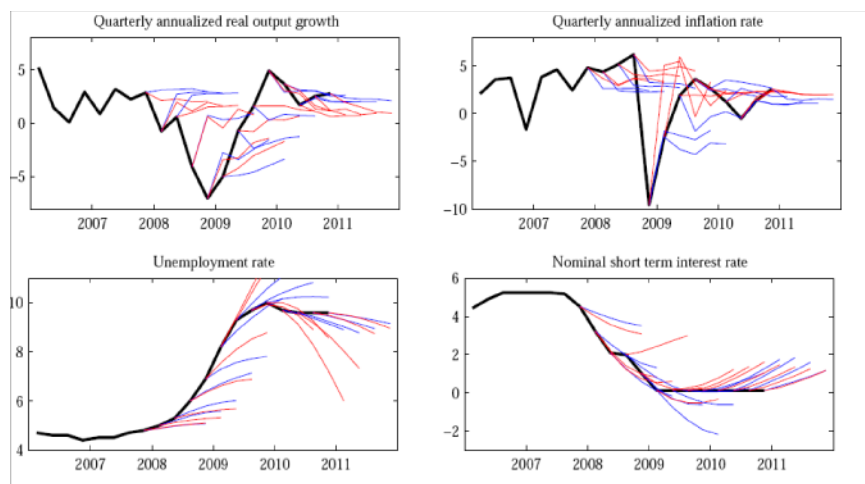 Quarterly annualized real output growth
5
0
−5
2007 2008 2009 2010 2011
Quarterly annualized inflation rate
5
0
−5
−10
2007 2008 2009 2010 2011
Unemployment rate
10
8
6
4
2007 2008 2009 2010 2011
Nominal short term interest rate
6
4
2
0
−2
2007 2008 2009 2010 2011